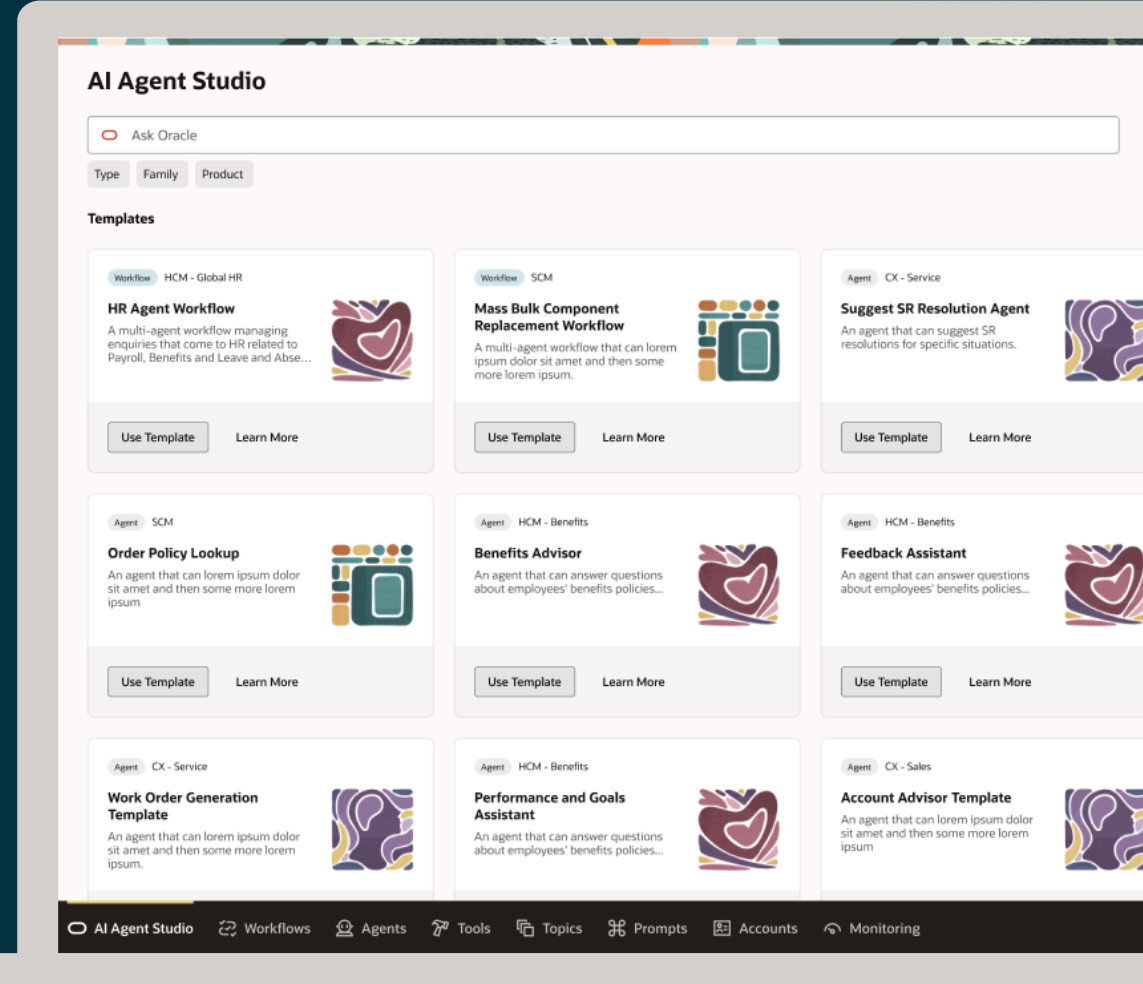 AI Agent Studio
Ask Oracle
Type Family Product
Templates
Workflow HCM - Global HR
HR Agent Workflow
A multi-agent workflow managing
enquiries that come to HR related to
Payroll, Benefits and Leave and Abse...
Use Template Learn More
Workflow SCM
Mass Bulk Component
Replacement Workflow
A multi-agent workflow that can lorem
ipsum dolor sit amet and then some
more lorem ipsum.
Use Template Learn More
Agent CX - Service
Suggest SR Resolution Agent
An agent that can suggest SR
resolutions for specific situations.
Use Template Learn More
Agent SCM
Order Policy Lookup
An agent that can lorem ipsum dolor
sit amet and then some more lorem
ipsum
Use Template Learn More
Agent HCM - Benefits
Benefits Advisor
An agent that can answer questions
about employees' benefits policies...
Use Template Learn More
Agent HCM - Benefits
Feedback Assistant
An agent that can answer questions
about employees' benefits policies...
Use Template Learn More
Agent CX - Service
Work Order Generation
Template
An agent that can lorem ipsum dolor
sit amet and then some more lorem
ipsum.
Agent HCM - Benefits
Performance and Goals
Assistant
An agent that can answer questions
about employees' benefits policies...
Agent CX - Sales
Account Advisor Template
An agent that can lorem ipsum dolor
sit amet and then some more lorem
ipsum
AI Agent Studio Workflows Agents Tools Topics Prompts Accounts Monitoring